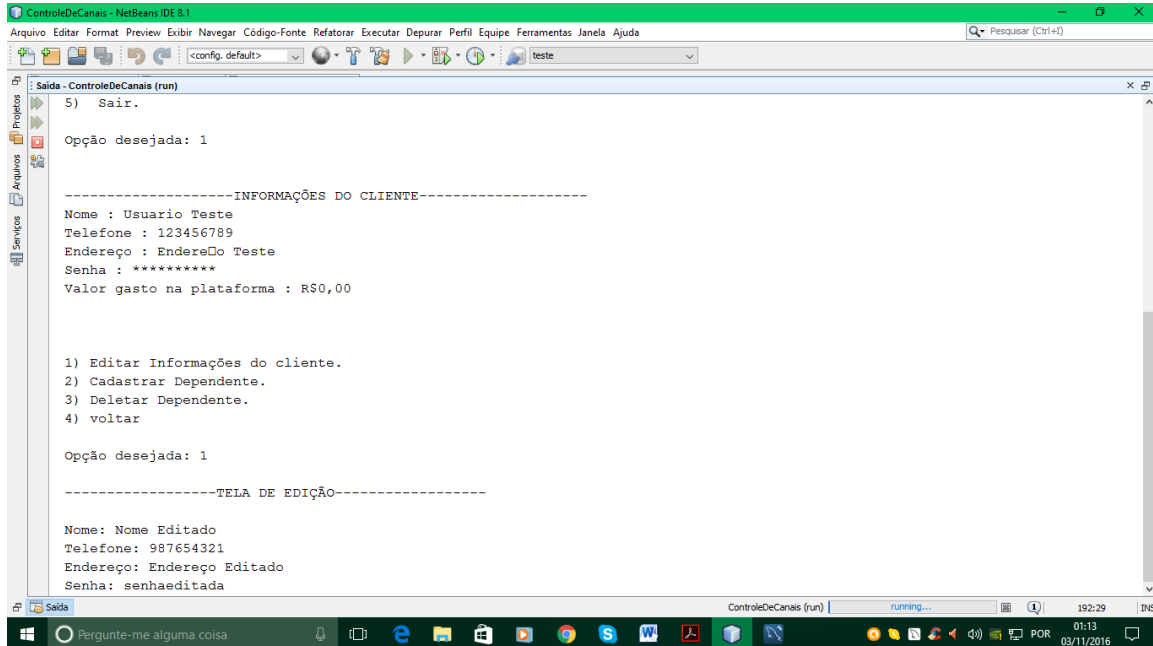 ControleDeCanais - NetBeans IDE 8.1
Arquivo Editar Format Preview Exibir Navegar Código-Fonte Refatorar Executar Depurar Perfil Equipe Ferramentas Janela Ajuda
Pesquisar (Ctrl+I)
<config. default>
teste
Saída - ControleDeCanais (run)
Projetos
Arquivos
Serviços
5) Sair.
Opção desejada: 1
--------------------INFORMAÇÕES DO CLIENTE--------------------
Nome : Usuario Teste
Telefone : 123456789
Endereço : Endere□o Teste
Senha : **********
Valor gasto na plataforma : R$0,00
1) Editar Informações do cliente.
2) Cadastrar Dependente.
3) Deletar Dependente.
4) voltar
Opção desejada: 1
------------------TELA DE EDIÇÃO------------------
Nome: Nome Editado
Telefone: 987654321
Endereço: Endereço Editado
Senha: senhaeditada
Saída
ControleDeCanais (run)
running...
1
192:29
INS
Pergunte-me alguma coisa
POR
01:13
03/11/2016